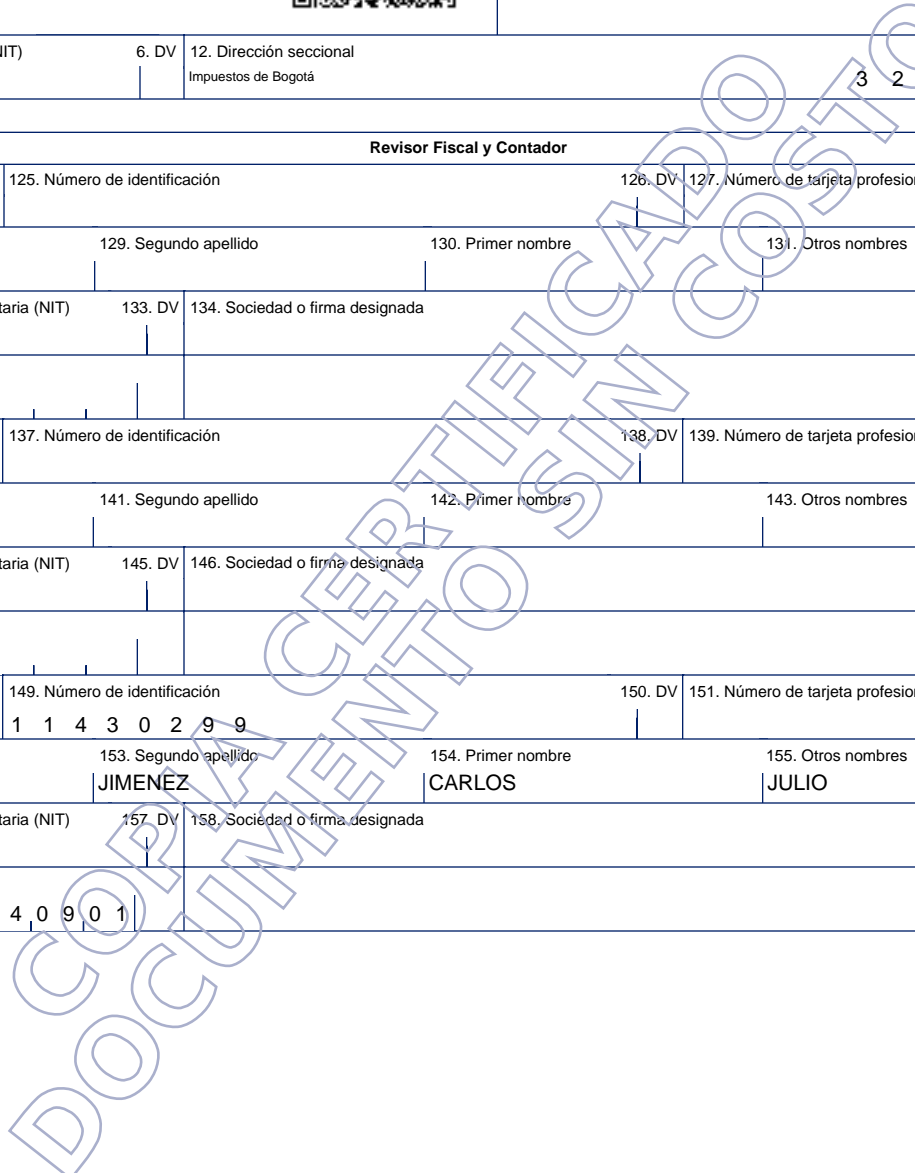 IIT) 6. DV 12. Dirección seccional
Impuestos de Bogotá 3 2
Revisor Fiscal y Contador
125. Número de identificación 126. DV 127. Número de tarjeta profesion
129. Segundo apellido 130. Primer nombre 131. Otros nombres
taria (NIT) 133. DV 134. Sociedad o firma designada
137. Número de identificación 138. DV 139. Número de tarjeta profesion
141. Segundo apellido 142. Primer nombre 143. Otros nombres
taria (NIT) 145. DV 146. Sociedad o firma designada
149. Número de identificación 150. DV 151. Número de tarjeta profesion
1 1 4 3 0 2 9 9
153. Segundo apellido 154. Primer nombre 155. Otros nombres
JIMENEZ CARLOS JULIO
taria (NIT) 157. DV 158. Sociedad o firma designada
4 0 9 0 1
COPIA CERTIFICADO
DOCUMENTO SIN COSTO